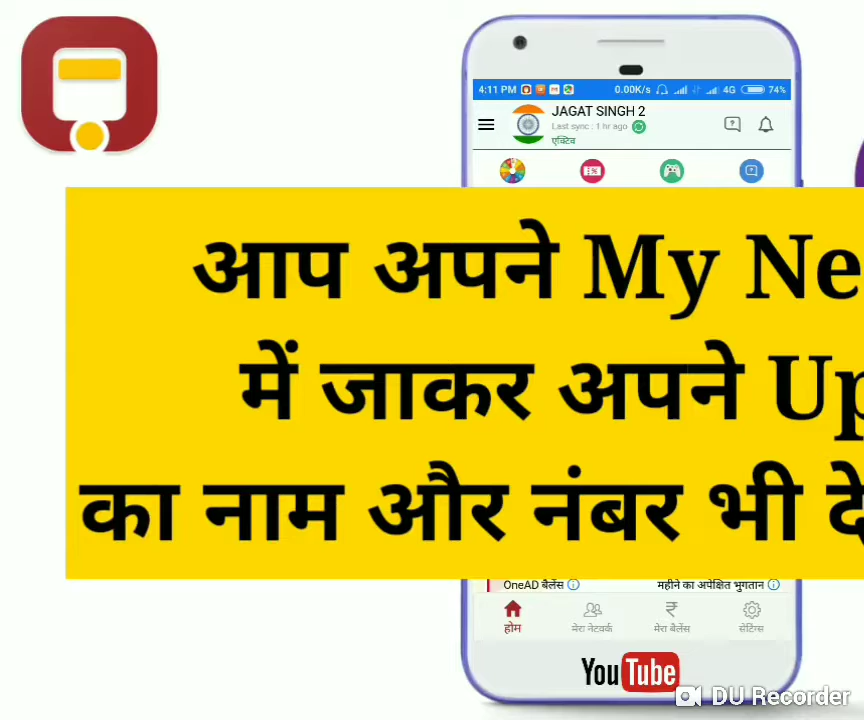 4:11 PM 0.00K/s 4G 74%
JAGAT SINGH 2
Last sync : 1 hr ago
एक्टिव
आप अपने My Ne
में जाकर अपने Up
का नाम और नंबर भी दे
OneAD बैलेंस महीने का अपेक्षित भुगतान
होम मेरा नेटवर्क मेरा बैलेंस सेटिंग्स
YouTube
DU Recorder